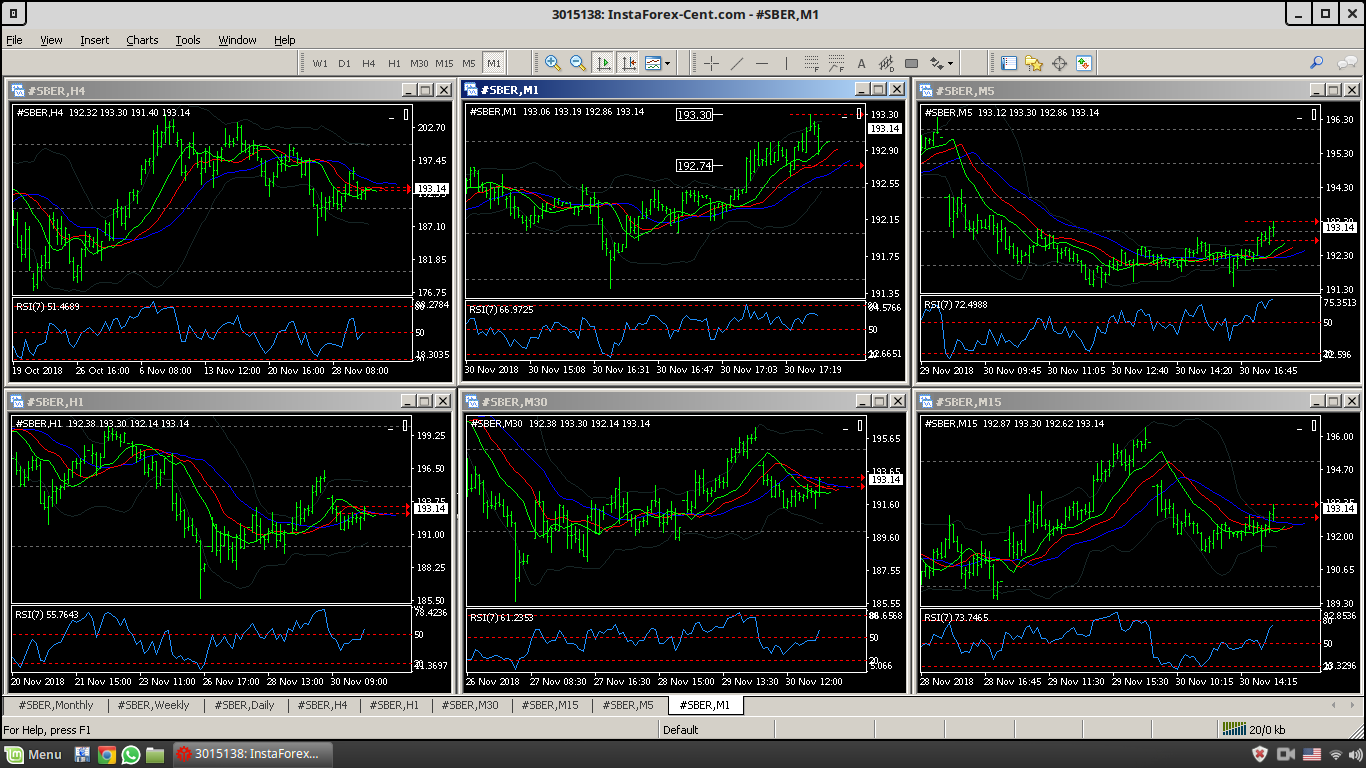 3015138: InstaForex-Cent.com - #SBER,M1
File View Insert Charts Tools Window Help
W1 D1 H4 H1 M30 M15 M5 M1
#SBER,H4
#SBER,H4 192.32 193.30 191.40 193.14
202.70
197.45
193.14
187.10
181.85
176.75
RSI(7) 51.4689
50
19 Oct 2018 26 Oct 16:00 6 Nov 08:00 13 Nov 12:00 20 Nov 16:00 28 Nov 08:00
#SBER,M1
#SBER,M1 193.06 193.19 192.86 193.14
193.30
192.74
193.30
193.14
192.90
192.55
192.15
191.75
191.35
RSI(7) 66.9725
50
30 Nov 2018 30 Nov 15:08 30 Nov 16:31 30 Nov 16:47 30 Nov 17:03 30 Nov 17:19
#SBER,M5
#SBER,M5 193.12 193.30 192.86 193.14
196.30
195.30
194.30
193.14
192.30
191.30
RSI(7) 72.4988
75.3513
50
29 Nov 2018 30 Nov 09:45 30 Nov 11:05 30 Nov 12:40 30 Nov 14:20 30 Nov 16:45
#SBER,H1
#SBER,H1 192.38 193.30 192.14 193.14
199.25
196.50
193.75
193.14
191.00
188.25
185.50
RSI(7) 55.7643
78.4236
50
20 Nov 2018 21 Nov 15:00 23 Nov 11:00 26 Nov 17:00 28 Nov 13:00 30 Nov 09:00
#SBER,M30
#SBER,M30 192.38 193.30 192.14 193.14
195.65
193.65
193.14
191.60
189.60
187.55
185.55
RSI(7) 61.2353
50
20
5.066
26 Nov 2018 27 Nov 08:30 27 Nov 16:30 28 Nov 15:00 29 Nov 13:30 30 Nov 12:00
#SBER,M15
#SBER,M15 192.87 193.30 192.62 193.14
196.00
194.70
193.14
192.00
190.65
189.30
RSI(7) 73.7465
80
50
28 Nov 2018 28 Nov 16:45 29 Nov 11:30 29 Nov 15:30 30 Nov 10:15 30 Nov 14:15
#SBER,Monthly #SBER,Weekly #SBER,Daily #SBER,H4 #SBER,H1 #SBER,M30 #SBER,M15 #SBER,M5 #SBER,M1
For Help, press F1 Default 20/0 kb
Menu 3015138: InstaForex...